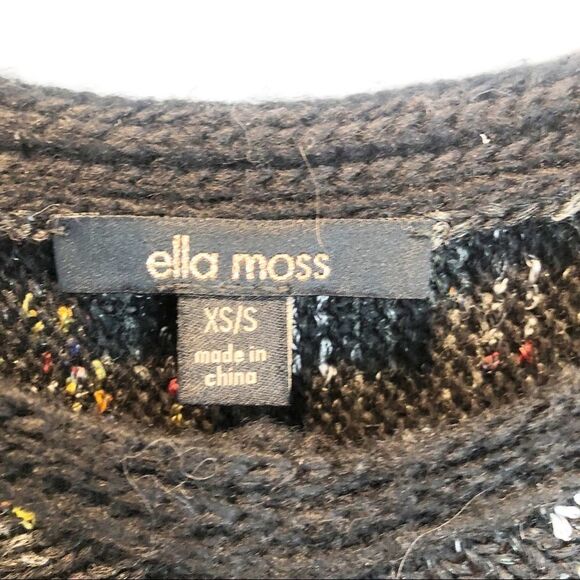 ella moss
XS/S
made in
china